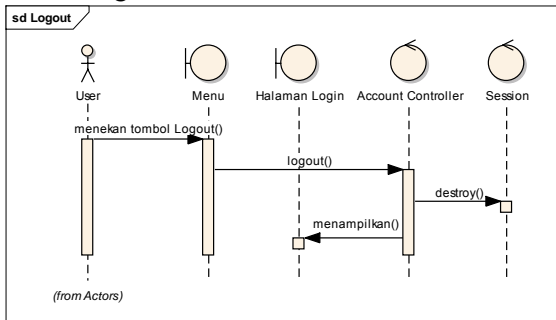 sd Logout
User
Menu
Halaman Login
Account Controller
Session
menekan tombol Logout()
logout()
destroy()
menampilkan()
(from Actors)